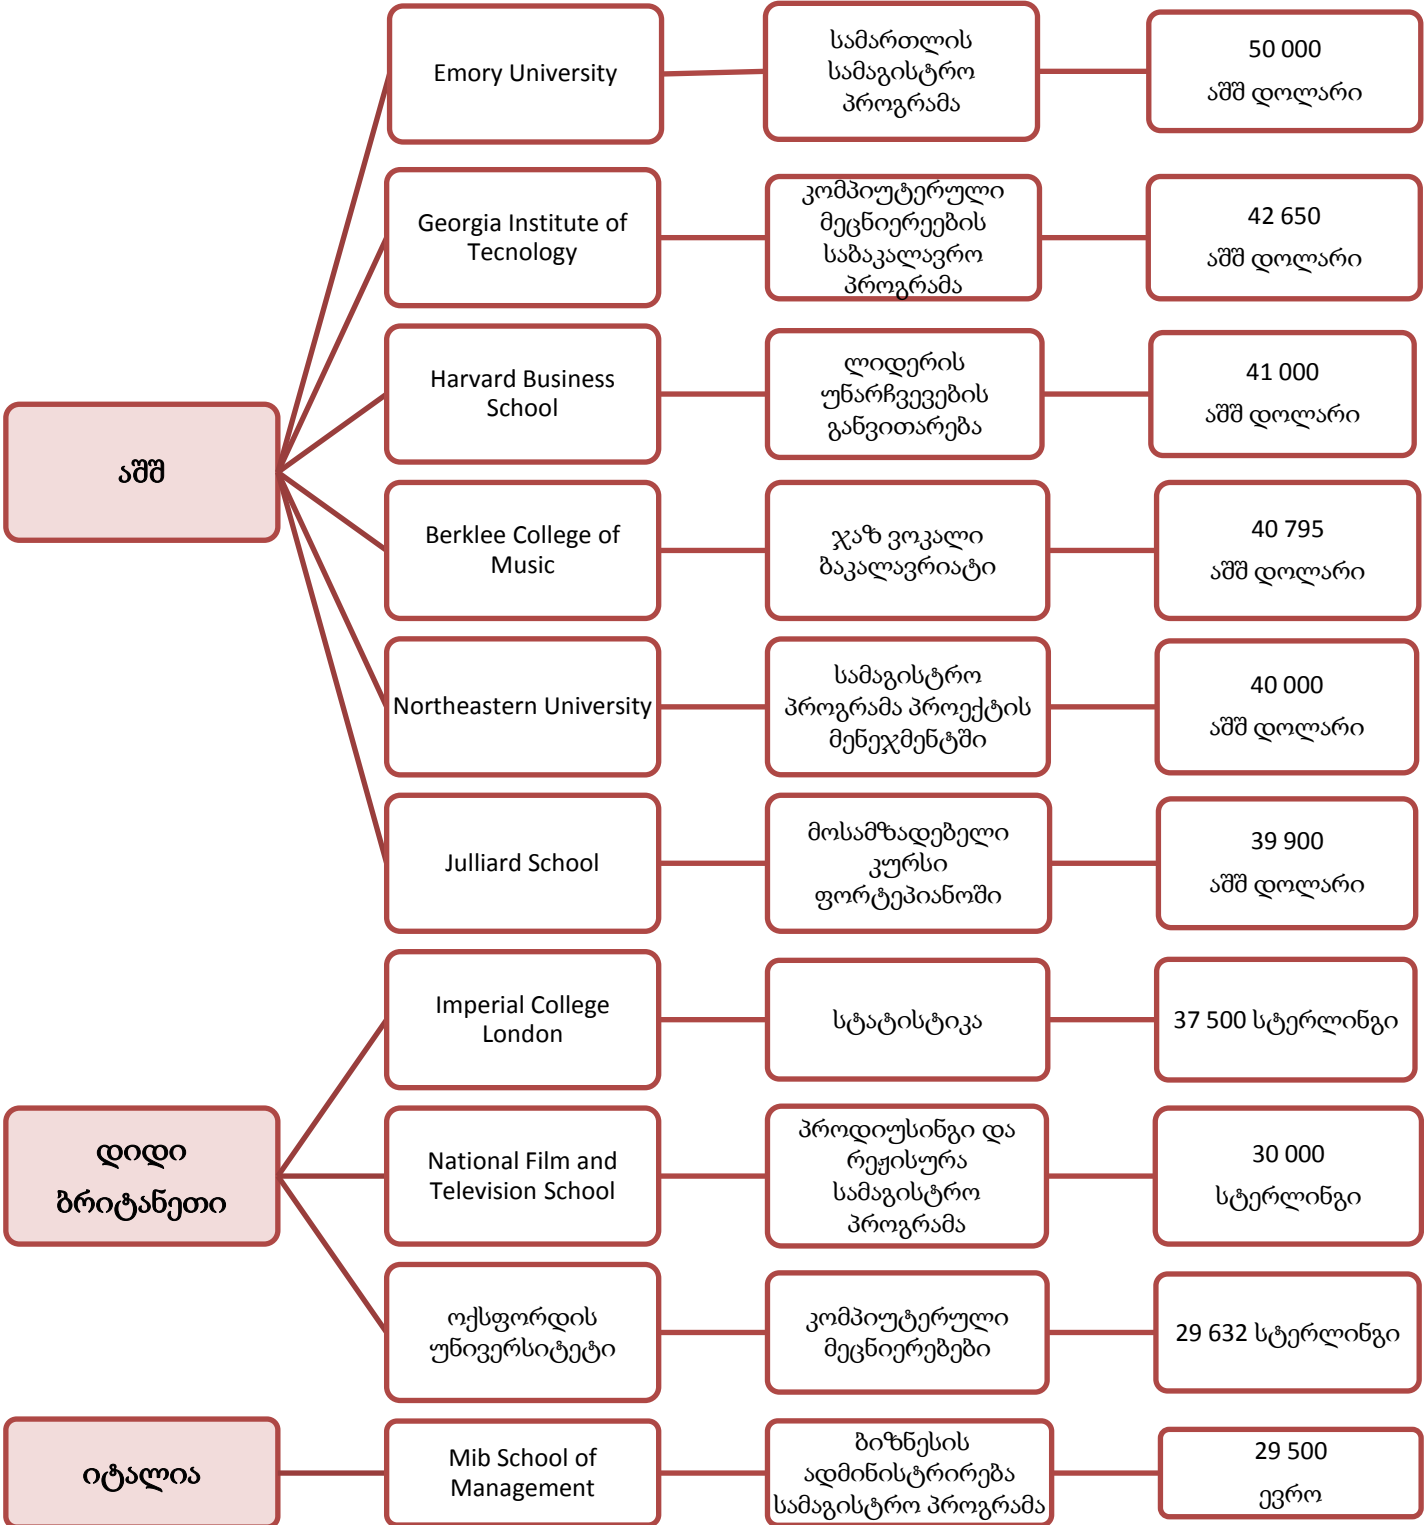 Emory University
სამართლის
სამაგისტრო
პროგრამა
50 000
აშშ დოლარი
Georgia Institute of
Tecnology
კომპიუტერული
მეცნიერეების
საბაკალავრო
პროგრამა
42 650
აშშ დოლარი
Harvard Business
School
ლიდერის
უნარჩვევების
განვითარება
41 000
აშშ დოლარი
აშშ
Berklee College of
Music
ჯაზ ვოკალი
ბაკალავრიატი
40 795
აშშ დოლარი
Northeastern University
სამაგისტრო
პროგრამა პროექტის
მენეჯმენტში
40 000
აშშ დოლარი
Julliard School
მოსამზადებელი
კურსი
ფორტეპიანოში
39 900
აშშ დოლარი
Imperial College
London
სტატისტიკა
37 500 სტერლინგი
დიდი
ბრიტანეთი
National Film and
Television School
პროდიუსინგი და
რეჟისურა
სამაგისტრო
პროგრამა
30 000
სტერლინგი
ოქსფორდის
უნივერსიტეტი
კომპიუტერული
მეცნიერებები
29 632 სტერლინგი
იტალია
Mib School of
Management
ბიზნესის
ადმინისტრირება
სამაგისტრო პროგრამა
29 500
ევრო